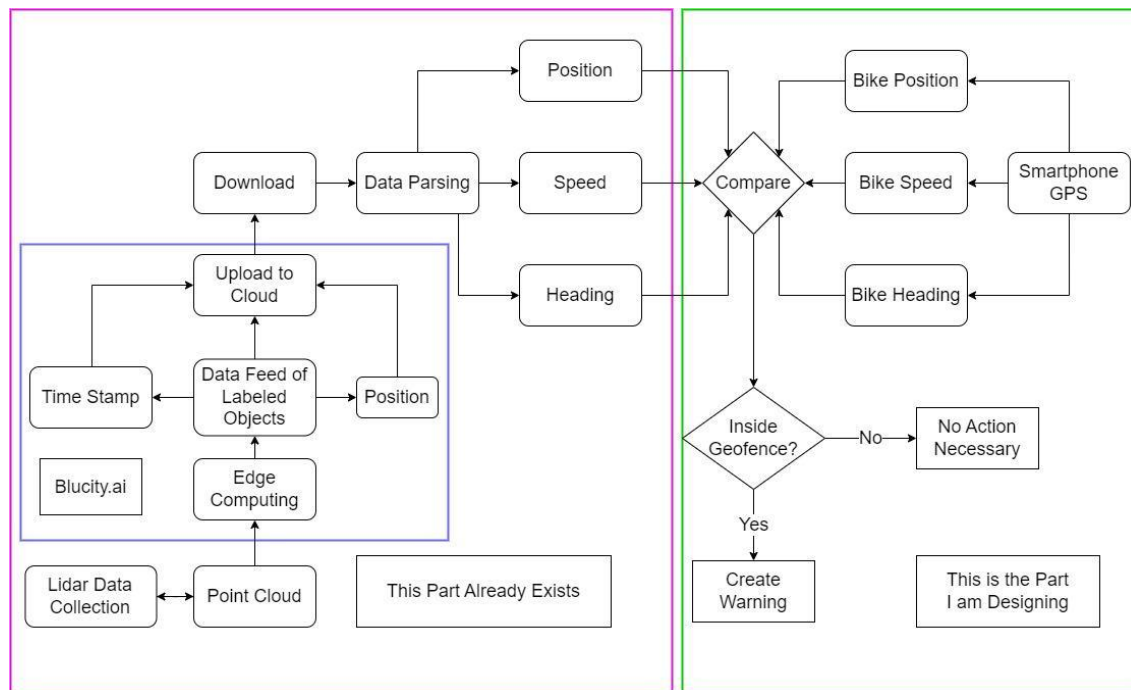 Position
Bike Position
Download
Data Parsing
Speed
Compare
Bike Speed
Smartphone
GPS
Upload to
Cloud
Heading
Bike Heading
Time Stamp
Data Feed of
Labeled
Objects
Position
Inside
Geofence?
No
No Action
Necessary
Blucity.ai
Edge
Computing
Yes
Lidar Data
Collection
Point Cloud
This Part Already Exists
Create
Warning
This is the Part
I am Designing